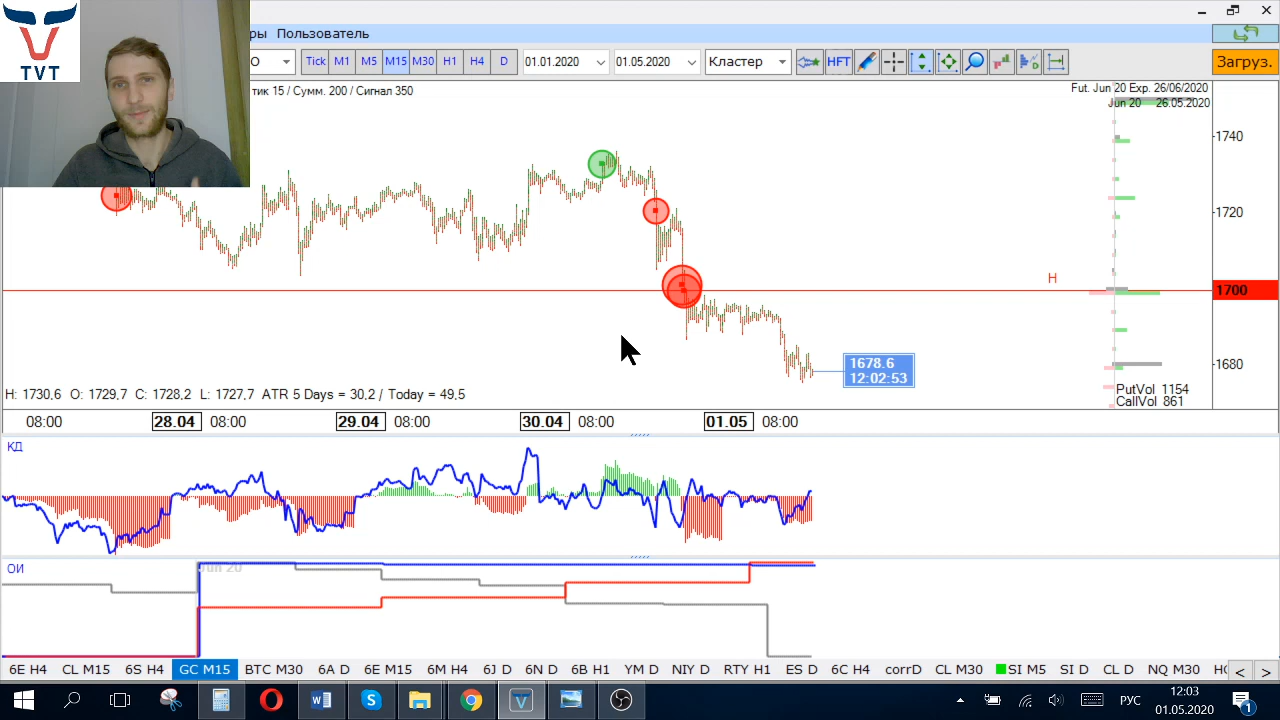 TVT
ры Пользователь
О Tick M1 M5 M15 M30 H1 H4 D 01.01.2020 01.05.2020 Кластер HFT Загруз.
тик 15 / Сумм. 200 / Сигнал 350
Fut. Jun 20 Exp. 26/06/2020
Jun 20 26.05.2020
1740
1720
H
1700
1680
1678.6
12:02:53
PutVol 1154
CallVol 861
H: 1730,6 O: 1729,7 C: 1728,2 L: 1727,7 ATR 5 Days = 30,2 / Today = 49,5
08:00 28.04 08:00 29.04 08:00 30.04 08:00 01.05 08:00
КД
ОИ
Jun 20
6E H4 CL M15 6S H4 GC M15 BTC M30 6A D 6E M15 6M H4 6J D 6N D 6B H1 YM D NIY D RTY H1 ES D 6C H4 CL M30 SI M5 SI D CL D NQ M30
РУС
12:03
01.05.2020
1